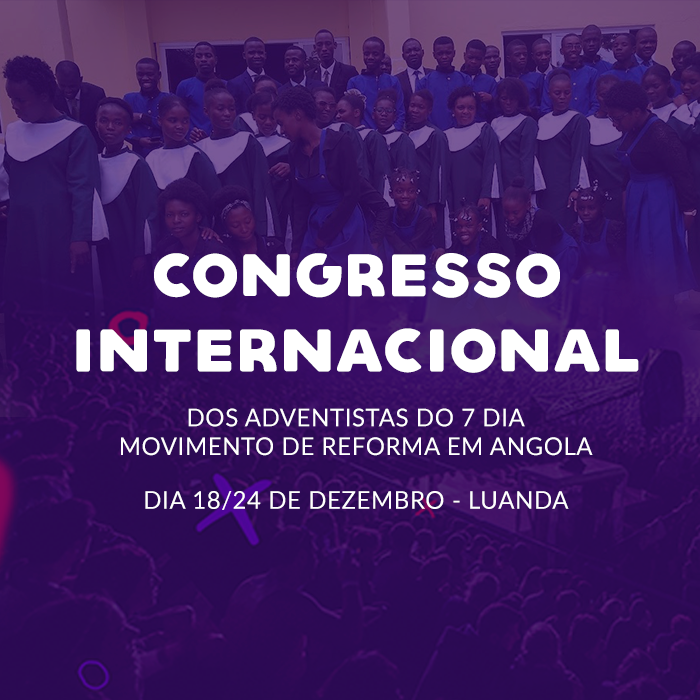 CONGRESSO
INTERNACIONAL
DOS ADVENTISTAS DO 7 DIA
MOVIMENTO DE REFORMA EM ANGOLA
DIA 18/24 DE DEZEMBRO - LUANDA